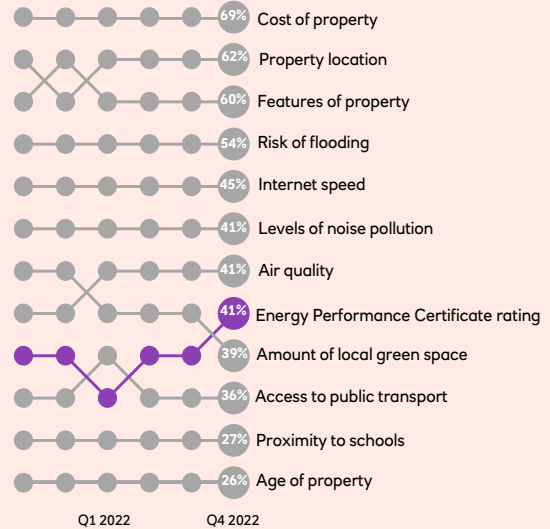 69% Cost of property
62% Property location
60% Features of property
54% Risk of flooding
45% Internet speed
41% Levels of noise pollution
41% Air quality
41% Energy Performance Certificate rating
39% Amount of local green space
36% Access to public transport
27% Proximity to schools
26% Age of property
Q1 2022 Q4 2022